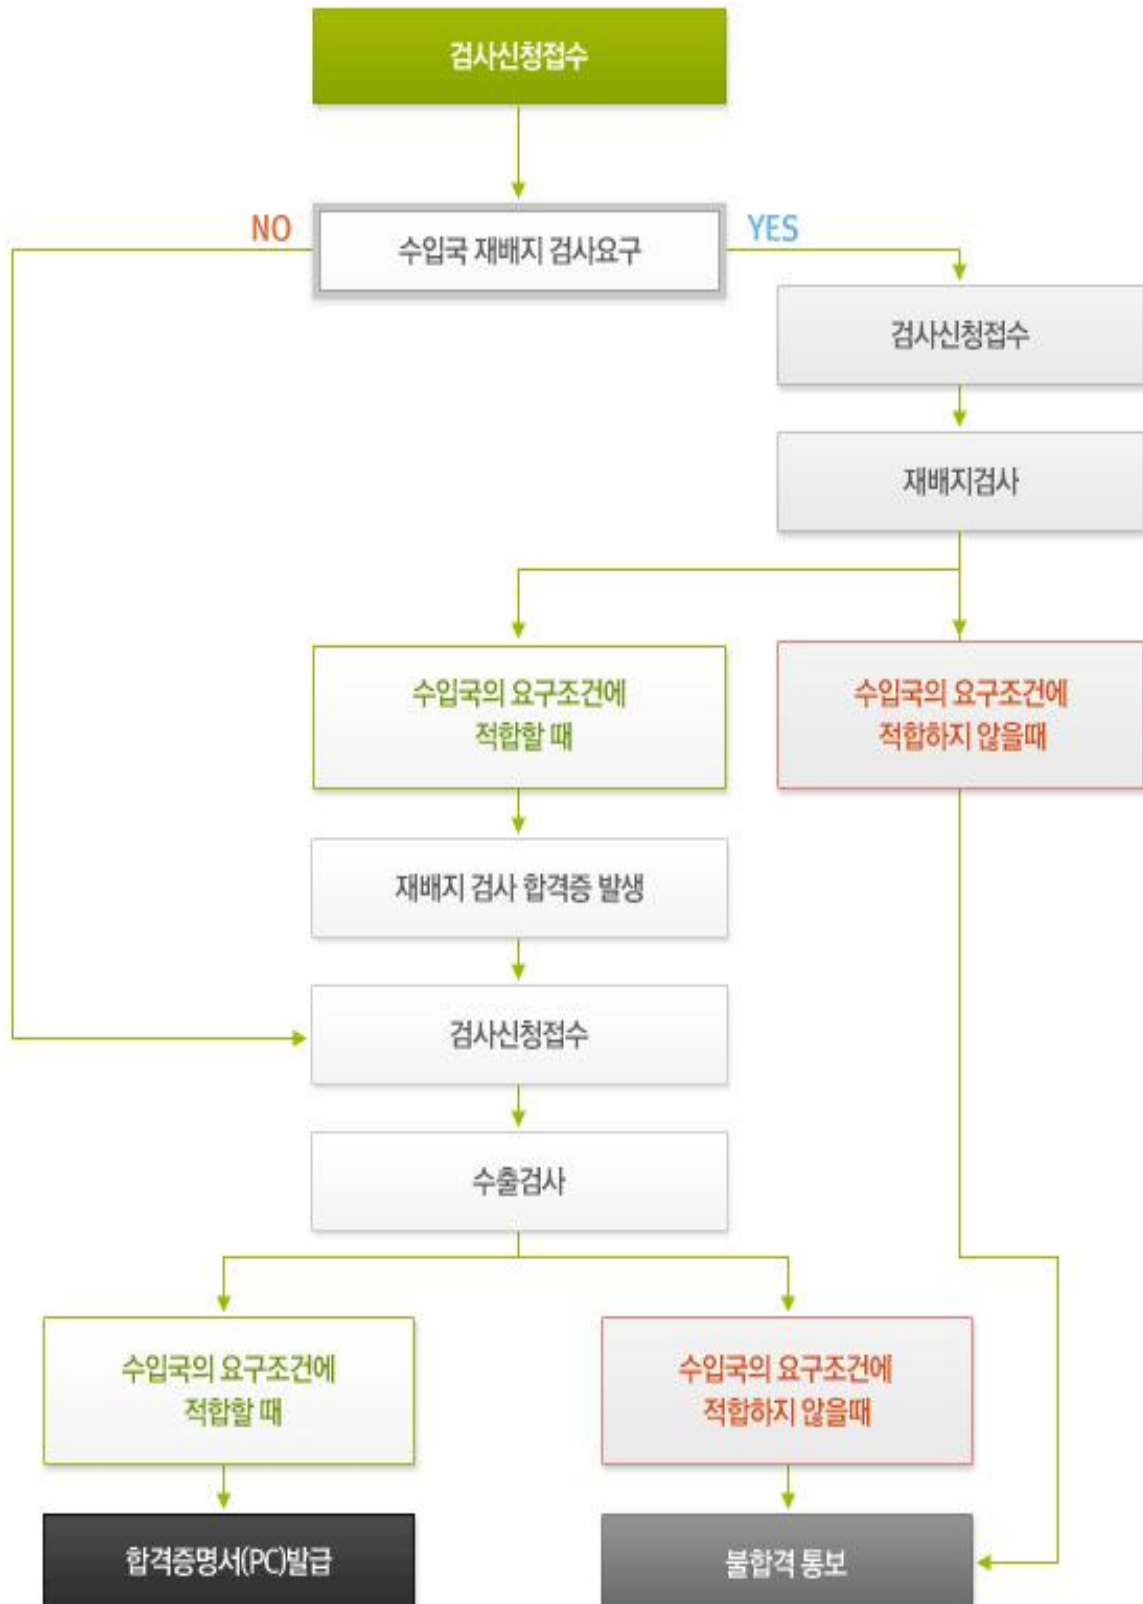 검사신청접수
NO
수입국 재배지 검사요구
YES
검사신청접수
재배지검사
수입국의 요구조건에
적합할 때
수입국의 요구조건에
적합하지 않을때
재배지 검사 합격증 발생
검사신청접수
수출검사
수입국의 요구조건에
적합할 때
수입국의 요구조건에
적합하지 않을때
합격증명서(PC)발급
불합격 통보